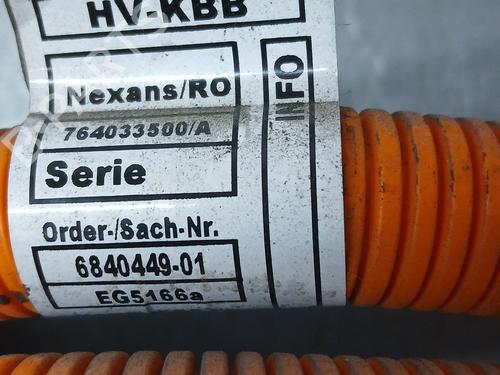 HV-KBB
Nexans/RO
764033500/A
Serie
Order-/Sach-Nr.
6840449-01
EG5166a
INFO